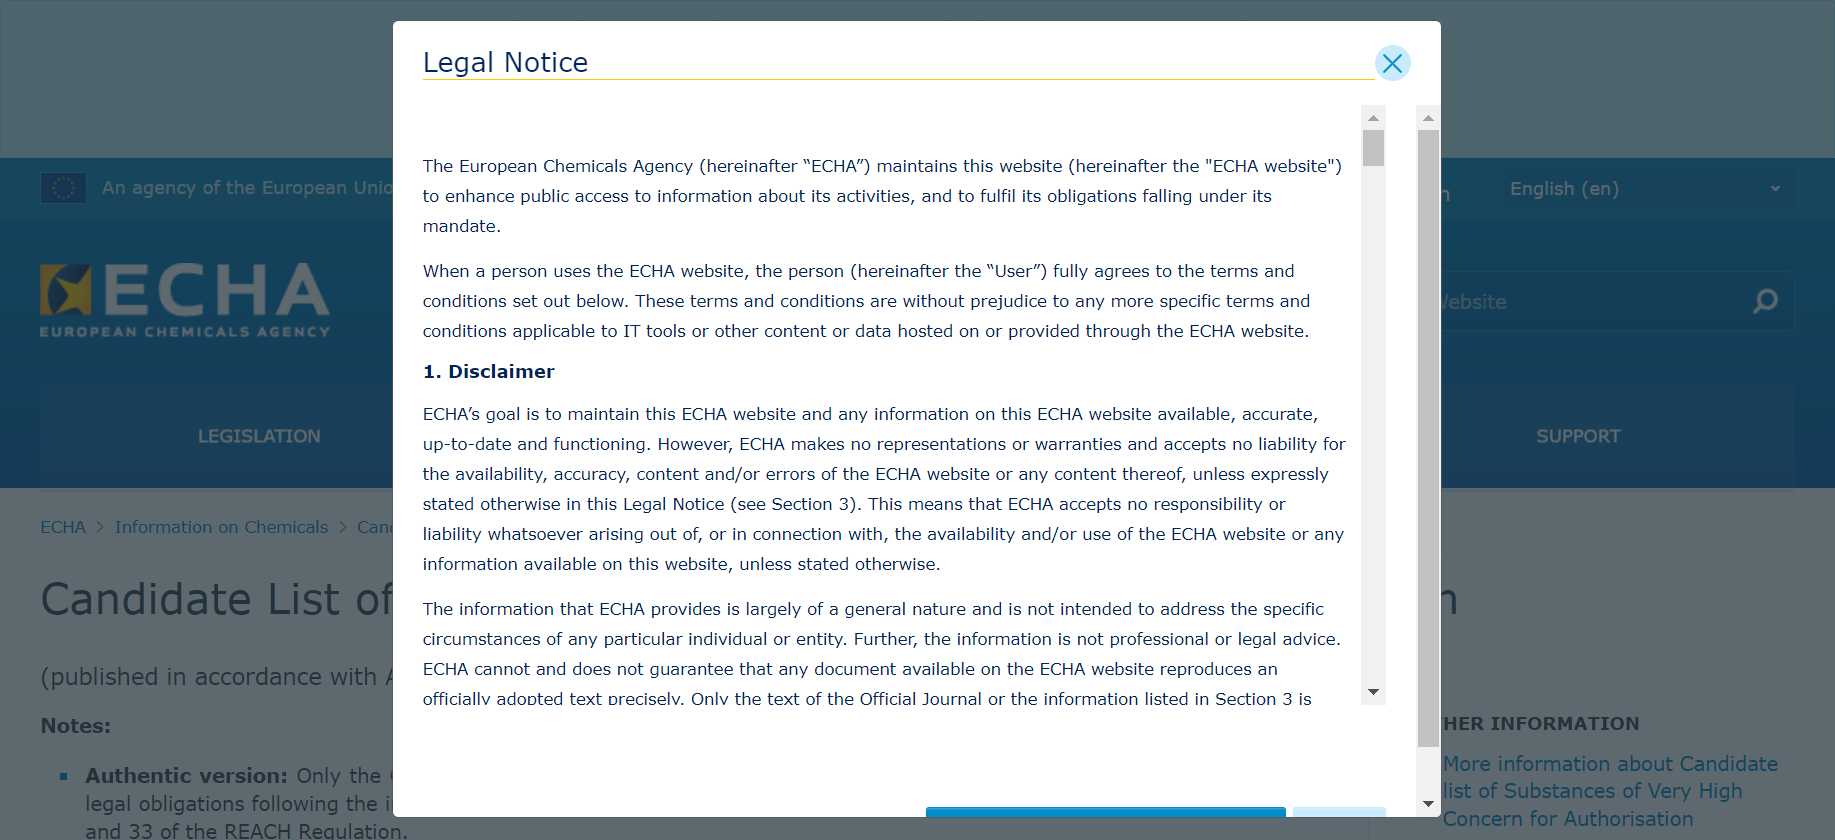 Legal Notice
The European Chemicals Agency (hereinafter “ECHA”) maintains this website (hereinafter the "ECHA website")
to enhance public access to information about its activities, and to fulfil its obligations falling under its
mandate.
When a person uses the ECHA website, the person (hereinafter the “User”) fully agrees to the terms and
conditions set out below. These terms and conditions are without prejudice to any more specific terms and
conditions applicable to IT tools or other content or data hosted on or provided through the ECHA website.
1. Disclaimer
ECHA’s goal is to maintain this ECHA website and any information on this ECHA website available, accurate,
up-to-date and functioning. However, ECHA makes no representations or warranties and accepts no liability for
the availability, accuracy, content and/or errors of the ECHA website or any content thereof, unless expressly
stated otherwise in this Legal Notice (see Section 3). This means that ECHA accepts no responsibility or
liability whatsoever arising out of, or in connection with, the availability and/or use of the ECHA website or any
information available on this website, unless stated otherwise.
The information that ECHA provides is largely of a general nature and is not intended to address the specific
circumstances of any particular individual or entity. Further, the information is not professional or legal advice.
ECHA cannot and does not guarantee that any document available on the ECHA website reproduces an
officially adopted text precisely. Only the text of the Official Journal or the information listed in Section 3 is
An agency of the European
English (en)
ECHA
EUROPEAN CHEMICALS AGENCY
LEGISLATION
SUPPORT
ECHA > Information on Chemicals >
Candidate List of
(published in accordance with
Notes:
Authentic version: Only the
legal obligations following the
and 33 of the REACH Regulation.
INFORMATION
More information about Candidate
list of Substances of Very High
Concern for Authorisation